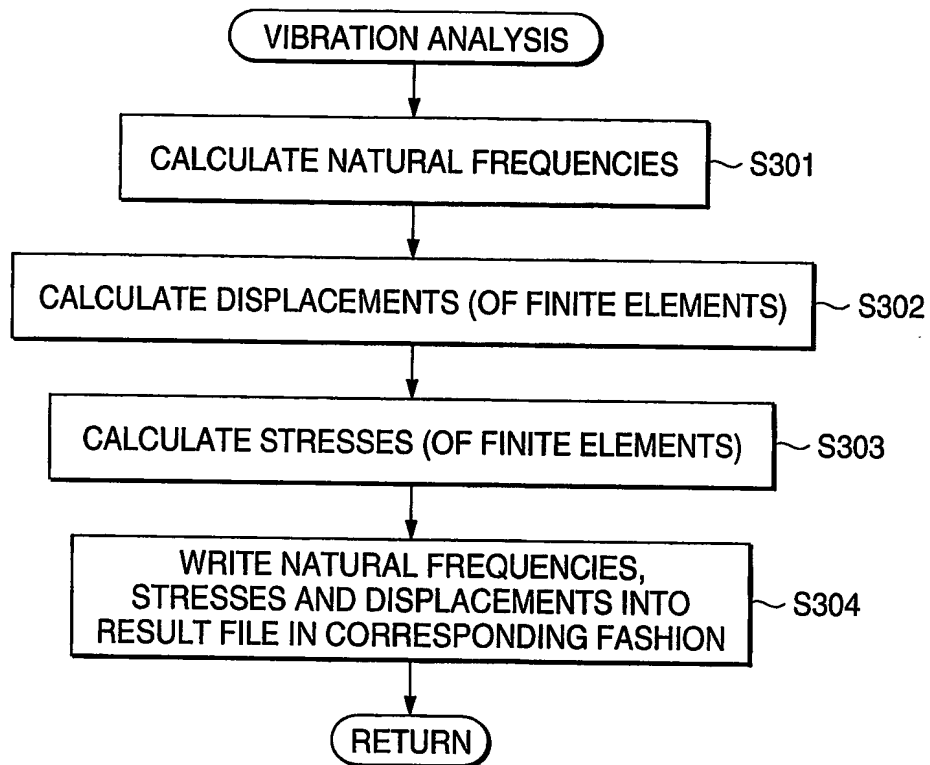 VIBRATION ANALYSIS
CALCULATE NATURAL FREQUENCIES
S301
CALCULATE DISPLACEMENTS (OF FINITE ELEMENTS)
S302
CALCULATE STRESSES (OF FINITE ELEMENTS)
S303
WRITE NATURAL FREQUENCIES,
STRESSES AND DISPLACEMENTS INTO
RESULT FILE IN CORRESPONDING FASHION
S304
RETURN